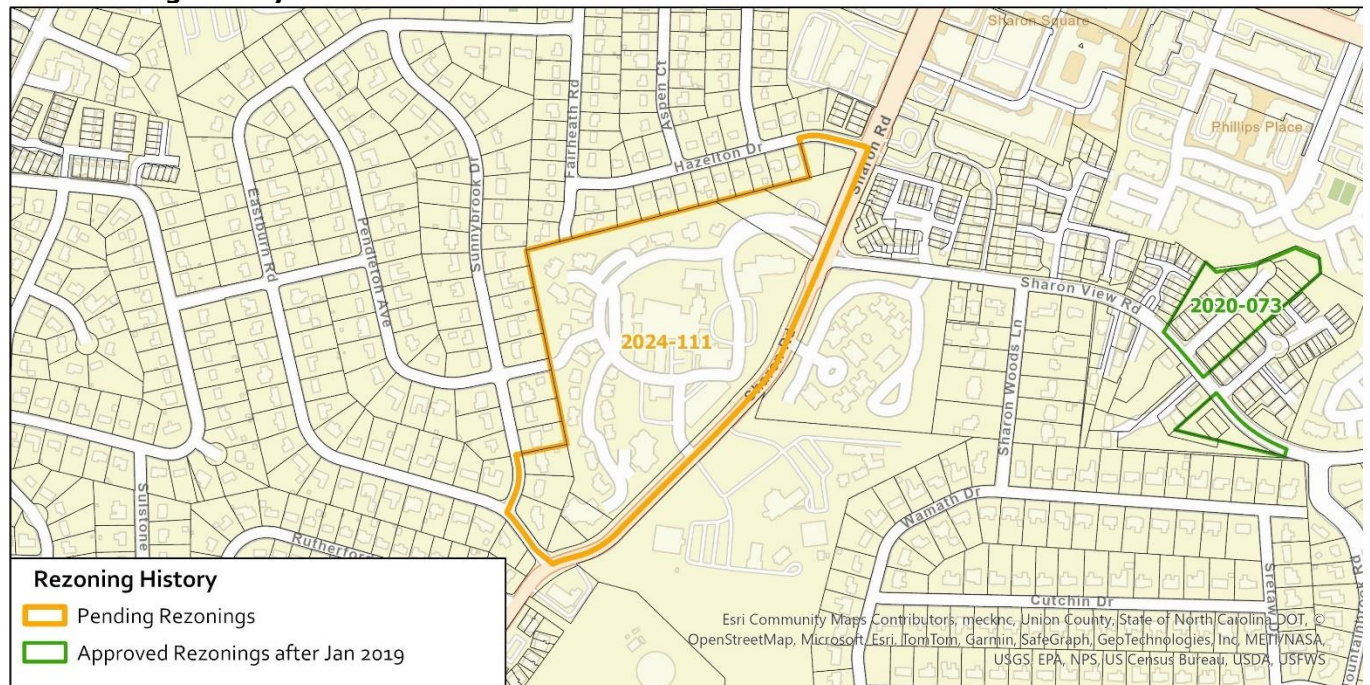 Sharon Square
Phillips Place
Aspen Ct
Fairheath Rd
Hazelton Dr
Sharon Rd
Sunnybrook Dr
Eastburn Rd
Pendleton Ave
Sharon View Rd
2020-073
2024-111
Sharon Rd
Sharon Woods Ln
Wamath Dr
Sulstone
Rutherford
Cutchin Dr
Rezoning History
Pending Rezonings
Approved Rezonings after Jan 2019
Esri Community Maps Contributors, mecknc, Union County, State of North Carolina DOT, ©
OpenStreetMap, Microsoft, Esri, TomTom, Garmin, SafeGraph, GeoTechnologies, Inc, METI/NASA,
USGS, EPA, NPS, US Census Bureau, USDA, USFWS